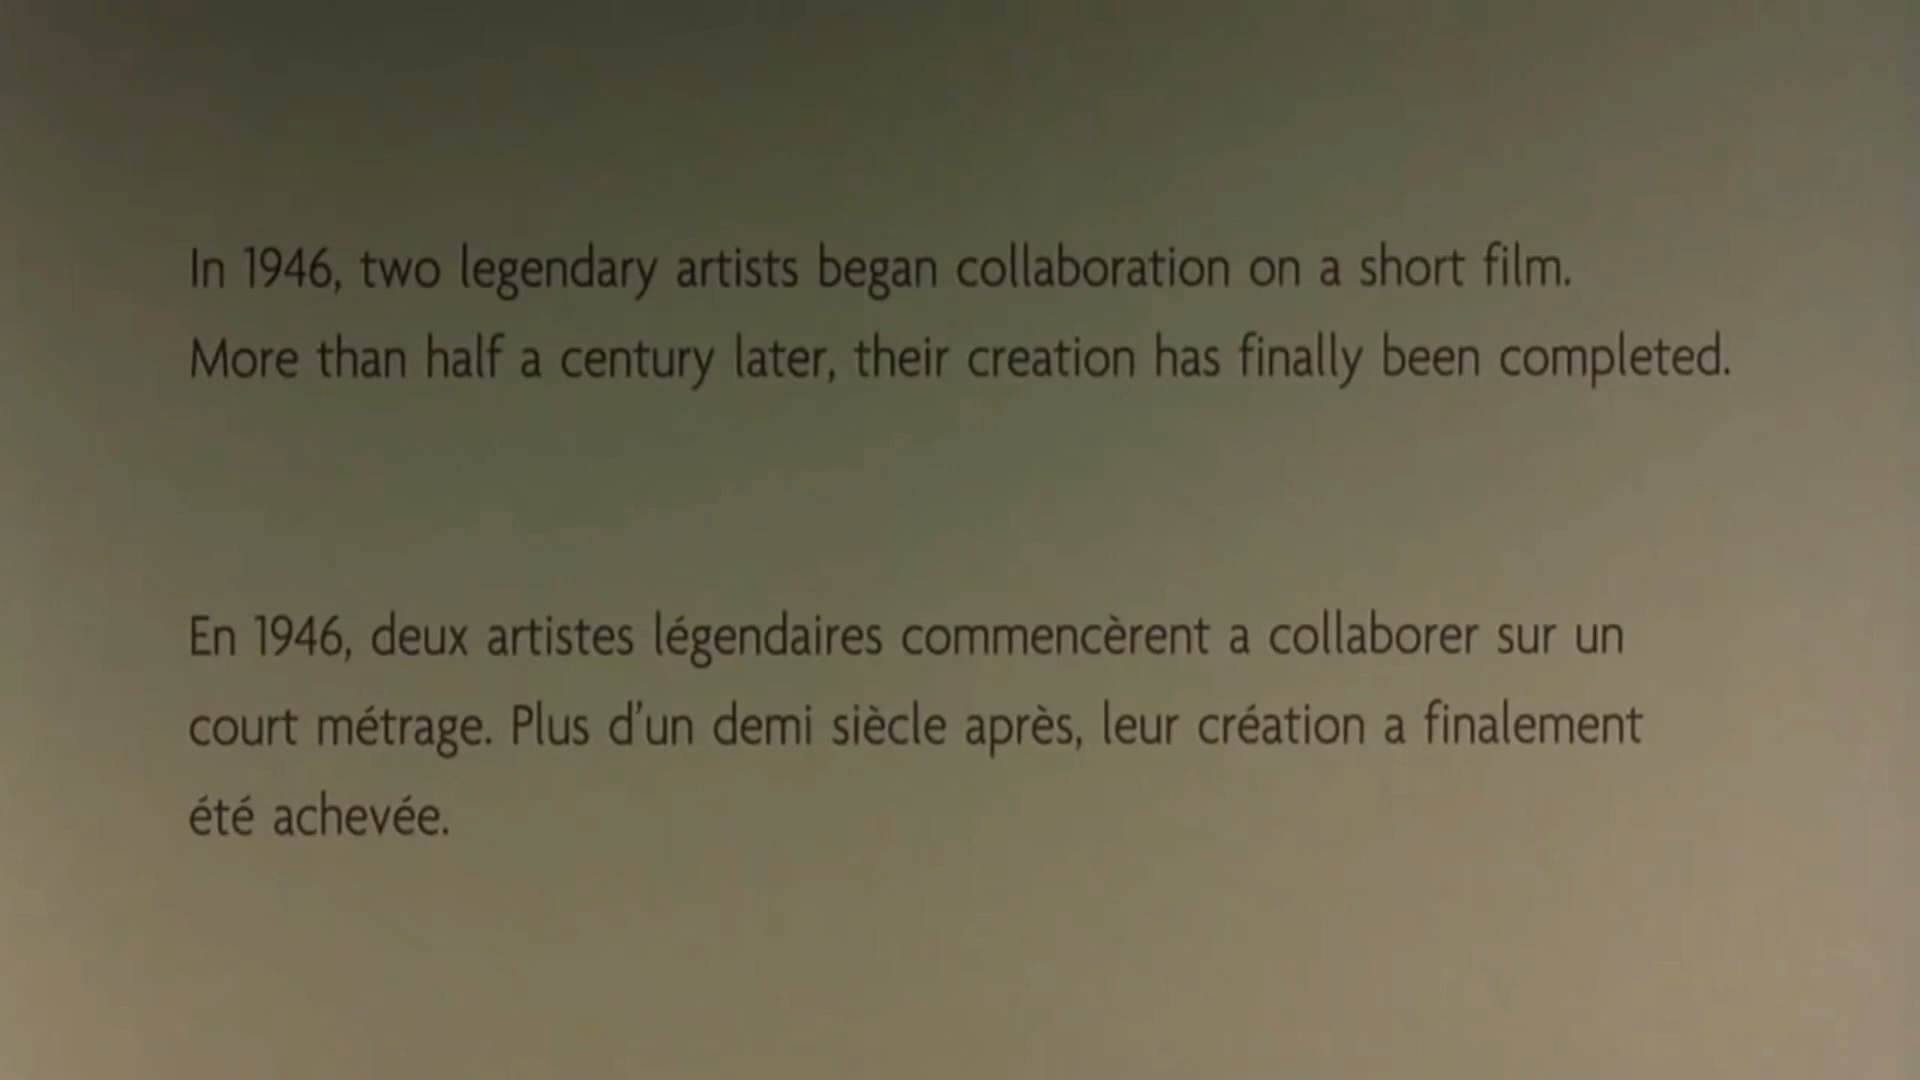 In 1946, two legendary artists began collaboration on a short film.
More than half a century later, their creation has finally been completed.
En 1946, deux artistes légendaires commencèrent a collaborer sur un
court métrage. Plus d'un demi siècle après, leur création a finalement
été achevée.